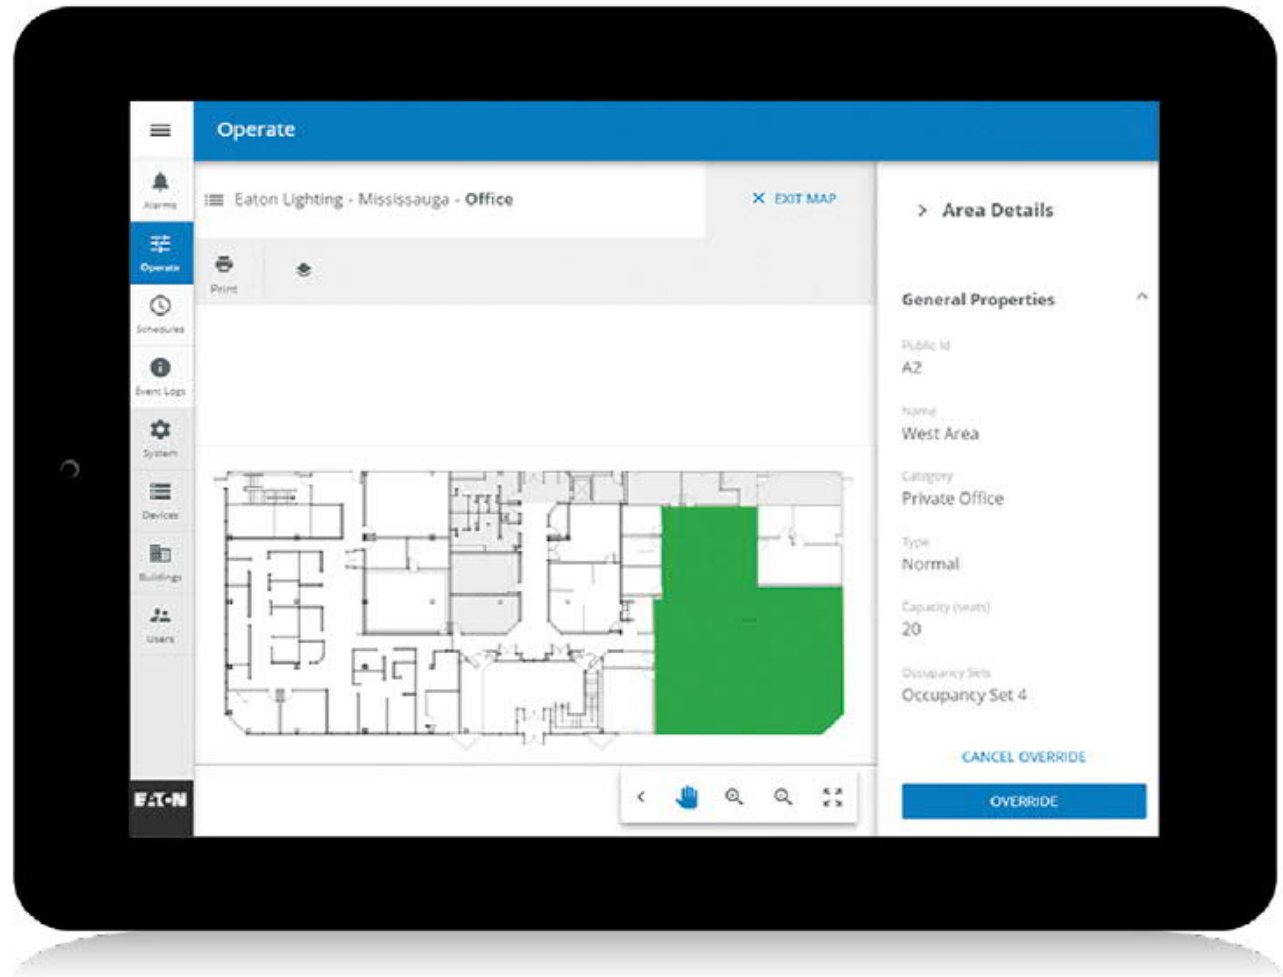 Operate
Alarms
Operate
Schedules
Event Logs
System
Devices
Buildings
Users
EATON
Eaton Lighting - Mississauga - Office
EXIT MAP
Print
Area Details
General Properties
Public Id
A2
Name
West Area
Category
Private Office
Type
Normal
Capacity (seats)
20
Occupancy Sets
Occupancy Set 4
CANCEL OVERRIDE
OVERRIDE